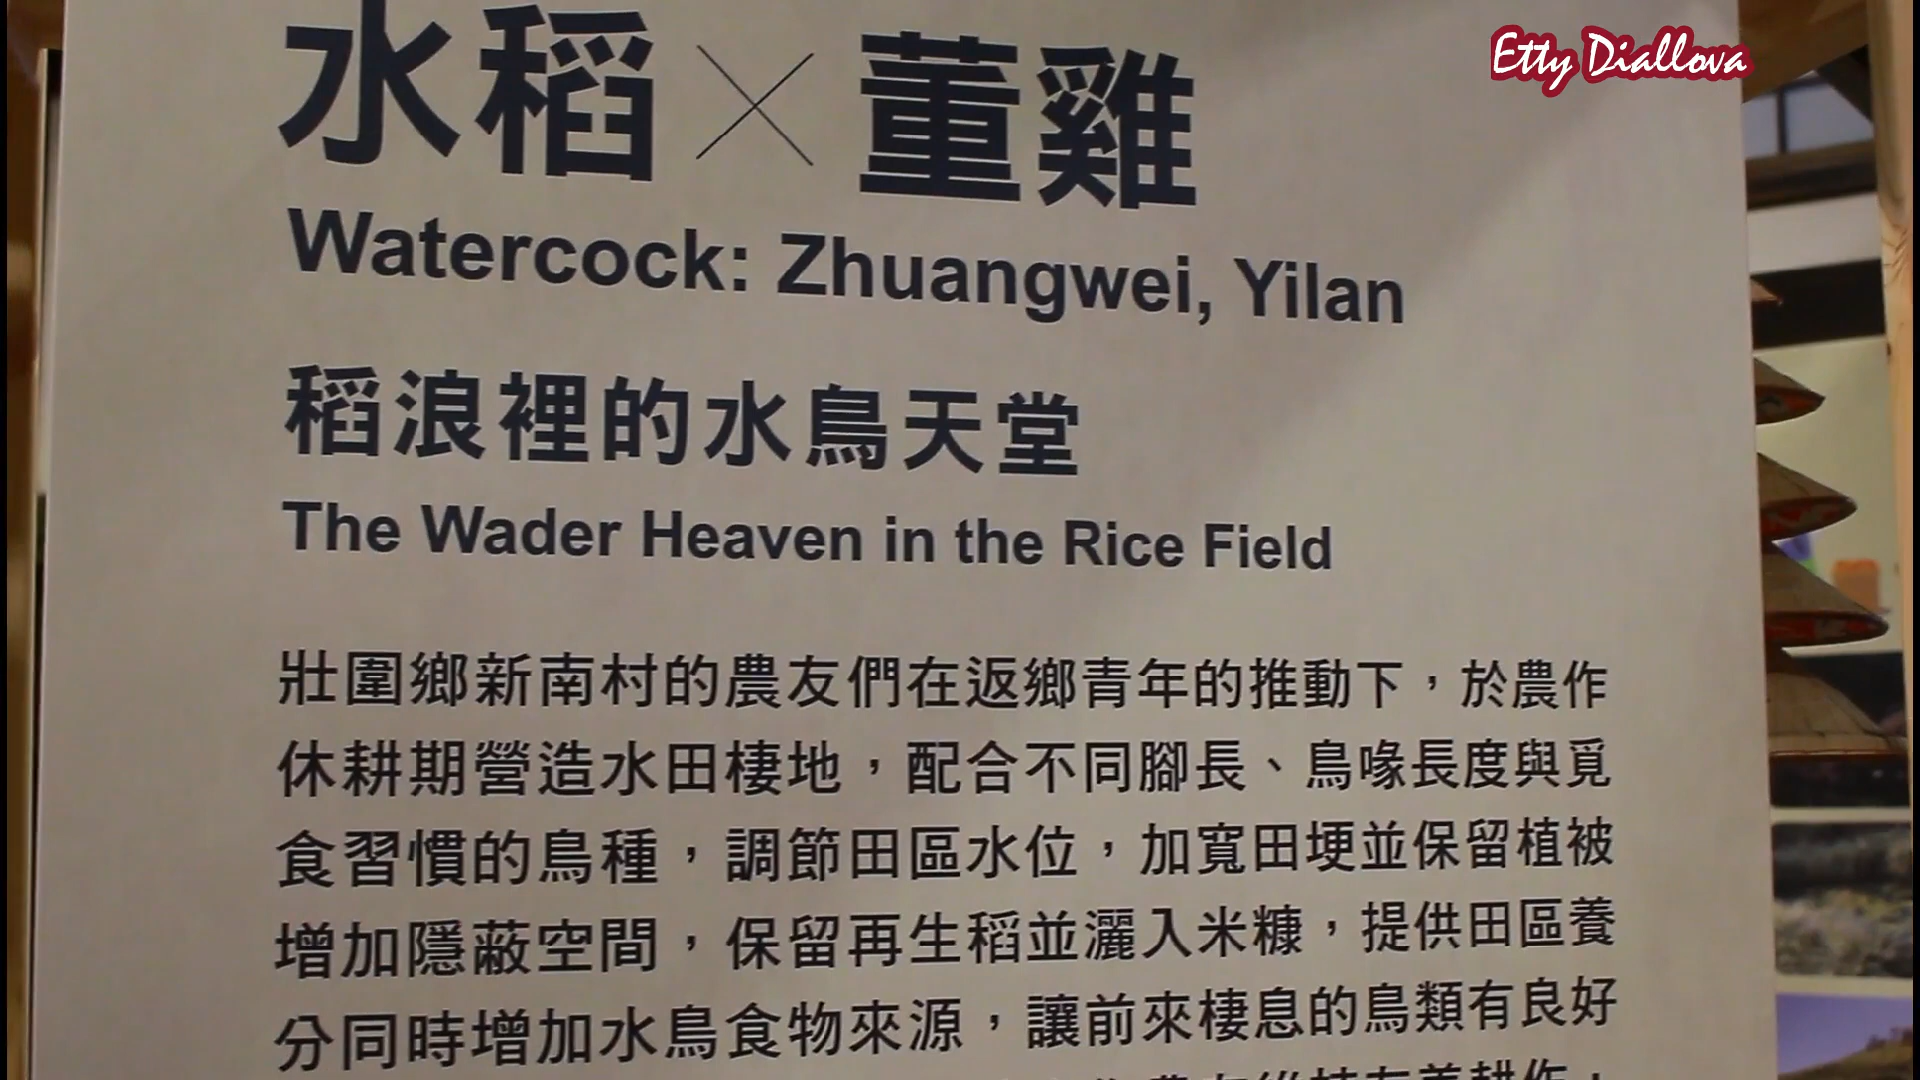 Etty Diallova
水稻×董雞
Watercock: Zhuangwei, Yilan
稻浪裡的水鳥天堂
The Wader Heaven in the Rice Field
壯圍鄉新南村的農友們在返鄉青年的推動下，於農作
休耕期營造水田棲地，配合不同腳長、鳥喙長度與覓
食習慣的鳥種，調節田區水位，加寬田埂並保留植被
增加隱蔽空間，保留再生稻並灑入米糠，提供田區養
分同時增加水鳥食物來源，讓前來棲息的鳥類有良好